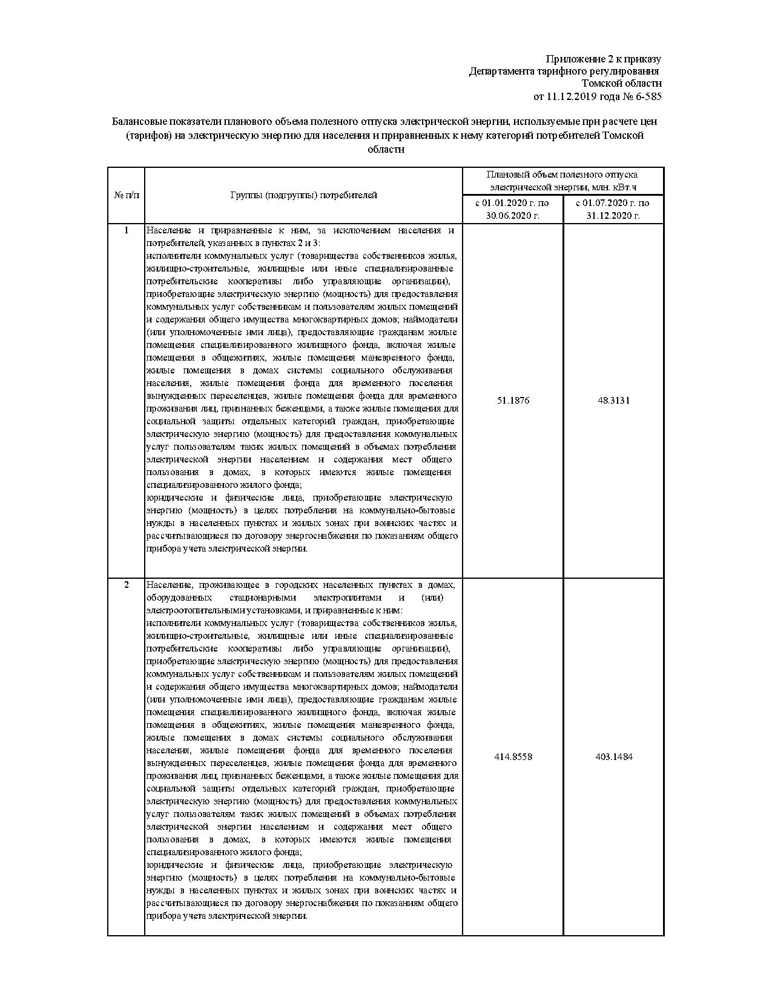 Приложение 2 к приказу
Департамента тарифного регулирования
Томской области
от 11.12.2019 года № 6-585
Балансовые показатели планового объема полезного отпуска электрической энергии, используемые при расчете цен
(тарифов) на электрическую энергию для населения и приравненных к нему категорий потребителей Томской
области
№ п/п
Группы (подгруппы) потребителей
Плановый объем полезного отпуска
электрической энергии, млн. кВт.ч
с 01.01.2020 г. по
30.06.2020 г.
с 01.07.2020 г. по
31.12.2020 г.
1
Население и приравненные к ним, за исключением населения и
потребителей, указанных в пунктах 2 и 3:
исполнители коммунальных услуг (товарищества собственников жилья,
жилищно-строительные, жилищные или иные специализированные
потребительские кооперативы либо управляющие организации),
приобретающие электрическую энергию (мощность) для предоставления
коммунальных услуг собственникам и пользователям жилых помещений
и содержания общего имущества многоквартирных домов; наймодатели
(или уполномоченные ими лица), предоставляющие гражданам жилые
помещения специализированного жилищного фонда, включая жилые
помещения в общежитиях, жилые помещения маневренного фонда,
жилые помещения в домах системы социального обслуживания
населения, жилые помещения фонда для временного поселения
вынужденных переселенцев, жилые помещения фонда для временного
проживания лиц, признанных беженцами, а также жилые помещения для
социальной защиты отдельных категорий граждан, приобретающие
электрическую энергию (мощность) для предоставления коммунальных
услуг пользователям таких жилых помещений в объемах потребления
электрической энергии населением и содержания мест общего
пользования в домах, в которых имеются жилые помещения
специализированного жилого фонда;
юридические и физические лица, приобретающие электрическую
энергию (мощность) в целях потребления на коммунально-бытовые
нужды в населенных пунктах и жилых зонах при воинских частях и
рассчитывающиеся по договору энергоснабжения по показаниям общего
прибора учета электрической энергии.
51.1876
48.3131
2
Население, проживающее в городских населенных пунктах в домах,
оборудованных стационарными электроплитами и (или)
электроотопительными установками, и приравненные к ним:
исполнители коммунальных услуг (товарищества собственников жилья,
жилищно-строительные, жилищные или иные специализированные
потребительские кооперативы либо управляющие организации),
приобретающие электрическую энергию (мощность) для предоставления
коммунальных услуг собственникам и пользователям жилых помещений
и содержания общего имущества многоквартирных домов; наймодатели
(или уполномоченные ими лица), предоставляющие гражданам жилые
помещения специализированного жилищного фонда, включая жилые
помещения в общежитиях, жилые помещения маневренного фонда,
жилые помещения в домах системы социального обслуживания
населения, жилые помещения фонда для временного поселения
вынужденных переселенцев, жилые помещения фонда для временного
проживания лиц, признанных беженцами, а также жилые помещения для
социальной защиты отдельных категорий граждан, приобретающие
электрическую энергию (мощность) для предоставления коммунальных
услуг пользователям таких жилых помещений в объемах потребления
электрической энергии населением и содержания мест общего
пользования в домах, в которых имеются жилые помещения
специализированного жилого фонда;
юридические и физические лица, приобретающие электрическую
энергию (мощность) в целях потребления на коммунально-бытовые
нужды в населенных пунктах и жилых зонах при воинских частях и
рассчитывающиеся по договору энергоснабжения по показаниям общего
прибора учета электрической энергии.
414.8558
403.1484